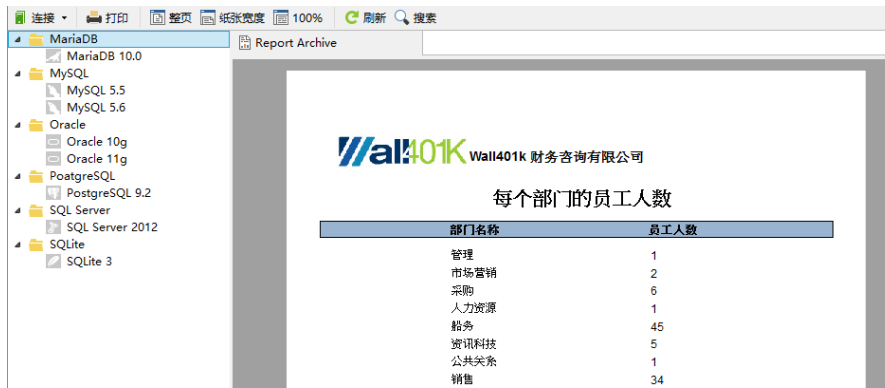 连接 打印 整页 纸张宽度 100% 刷新 搜素
MariaDB
MariaDB 10.0
MySQL
MySQL 5.5
MySQL 5.6
Oracle
Oracle 10g
Oracle 11g
PoatgreSQL
PostgreSQL 9.2
SQL Server
SQL Server 2012
SQLite
SQLite 3
Report Archive
Wall401K Wall401k 财务咨询有限公司
每个部门的员工人数
部门名称 员工人数
管理 1
市场营销 2
采购 6
人力资源 1
船务 45
资讯科技 5
公共关系 1
销售 34